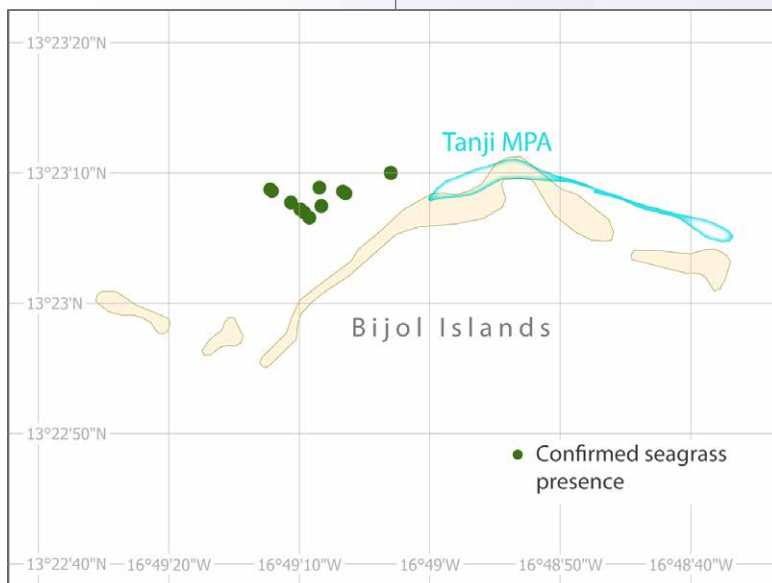 13°23'20"N
Tanji MPA
13°23'10"N
13°23'N
Bijol Islands
13°22'50"N
Confirmed seagrass
presence
13°22'40"N
16°49'20"W
16°49'10"W
16°49'W
16°48'50"W
16°48'40"W